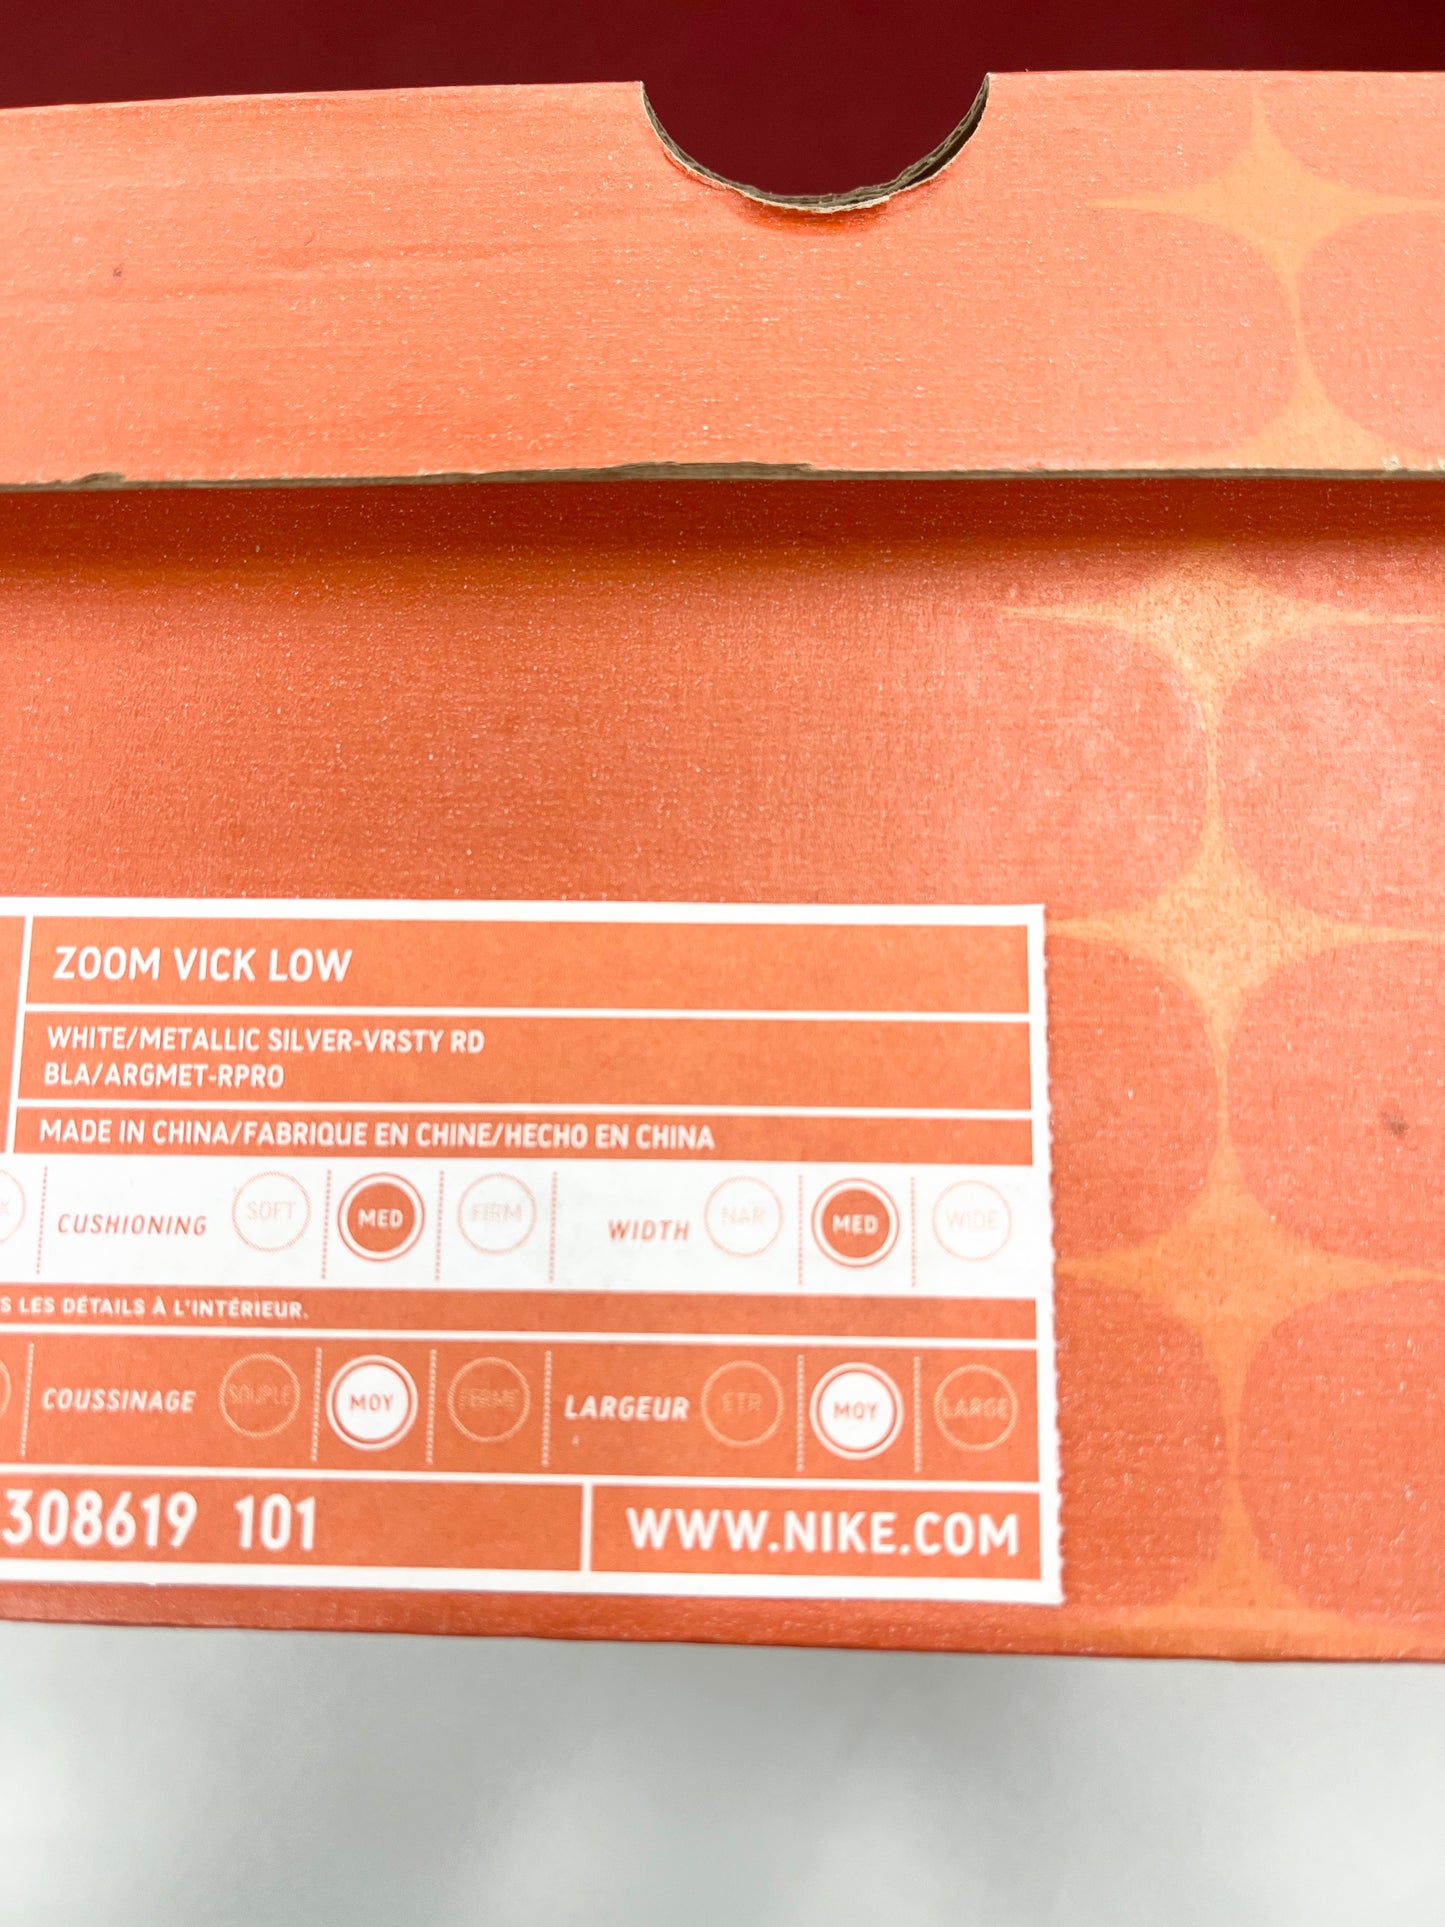 ZOOM VICK LOW
WHITE/METALLIC SILVER-VRSTY RD
BLA/ARGMET-RPRO
MADE IN CHINA/FABRIQUE EN CHINE/HECHO EN CHINA
CUSHIONING SOFT MED FIRM WIDTH NAR MED WIDE
LES DÉTAILS À L'INTÉRIEUR.
COUSSINAGE SOUPLE MOY FERME LARGEUR ETR MOY LARGE
308619 101 WWW.NIKE.COM